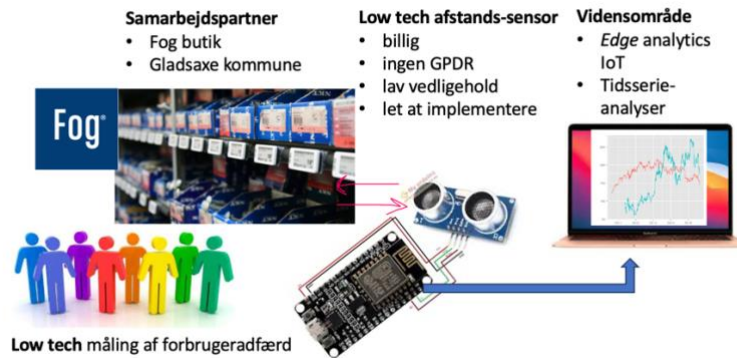 Samarbejdspartner
• Fog butik
• Gladsaxe kommune
Low tech afstands-sensor
• billig
• ingen GPDR
• lav vedligehold
• let at implementere
Vidensområde
• Edge analytics
IoT
• Tidsserie-
analyser
Fog
Low tech måling af forbrugeradfærd